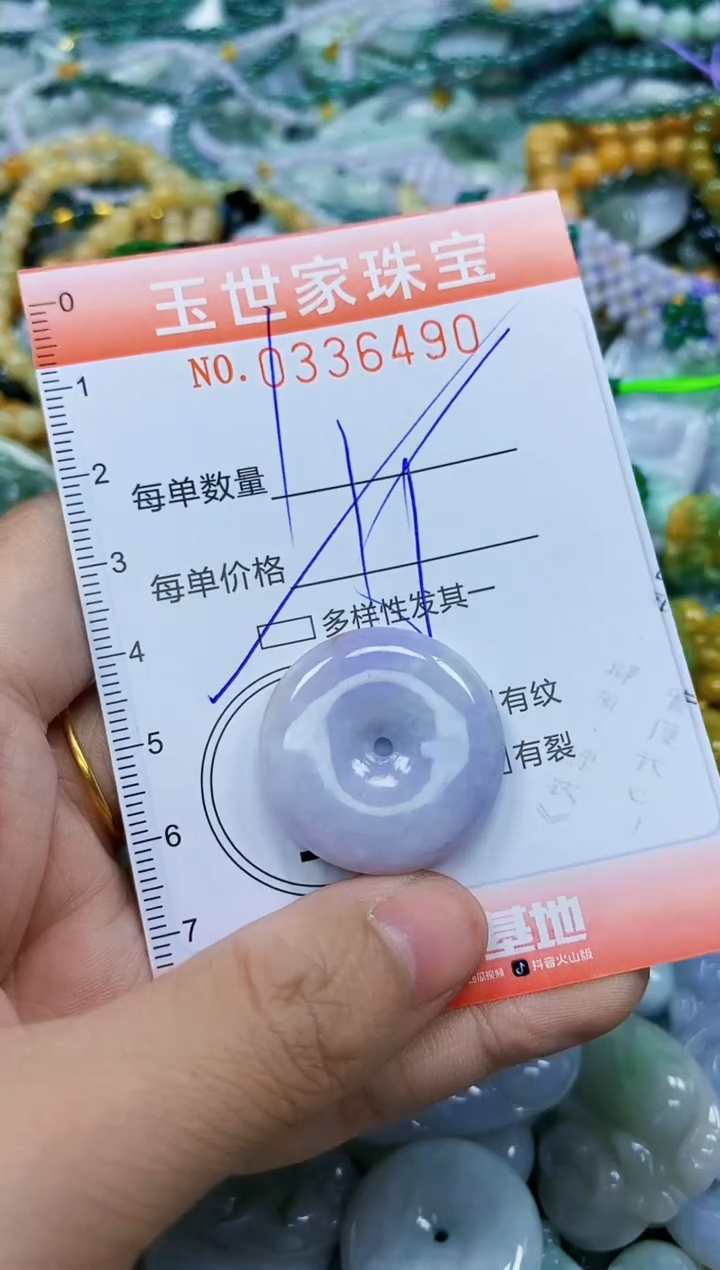 玉世家珠宝
NO.0336490
每单数量
每单价格
多样性发其一
有纹
有裂
基地
抖音火山版
0
1
2
3
4
5
6
7